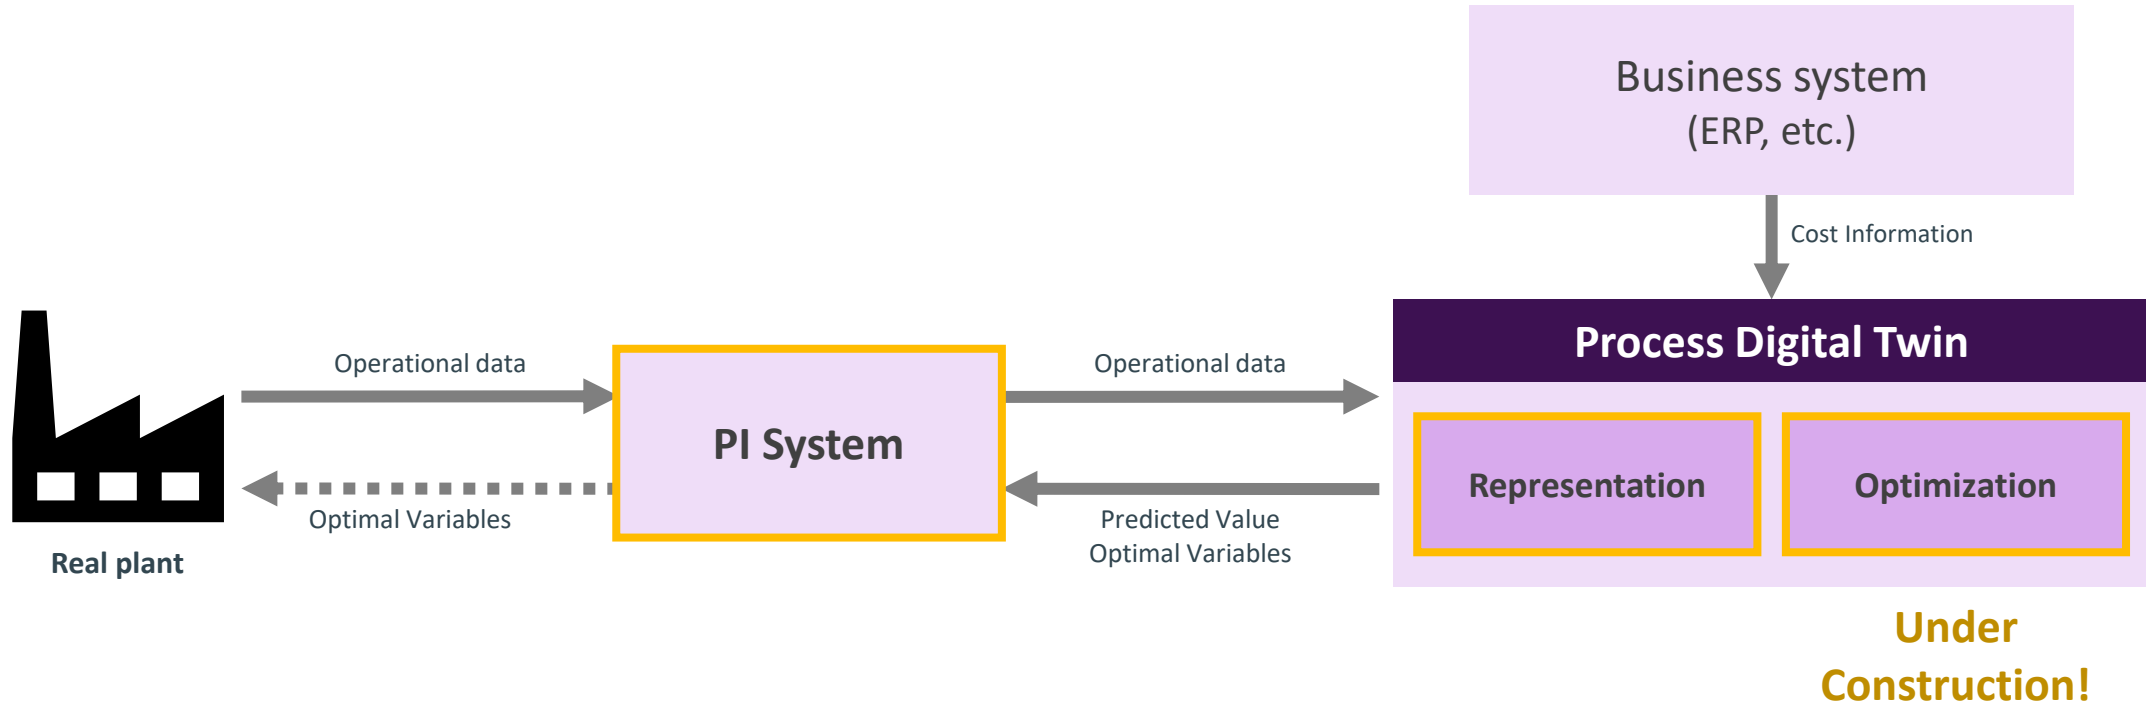 Business system
(ERP, etc.)
Cost Information
Process Digital Twin
Operational data
Operational data
PI System
Representation
Optimization
Optimal Variables
Predicted Value
Optimal Variables
Real plant
Under
Construction!